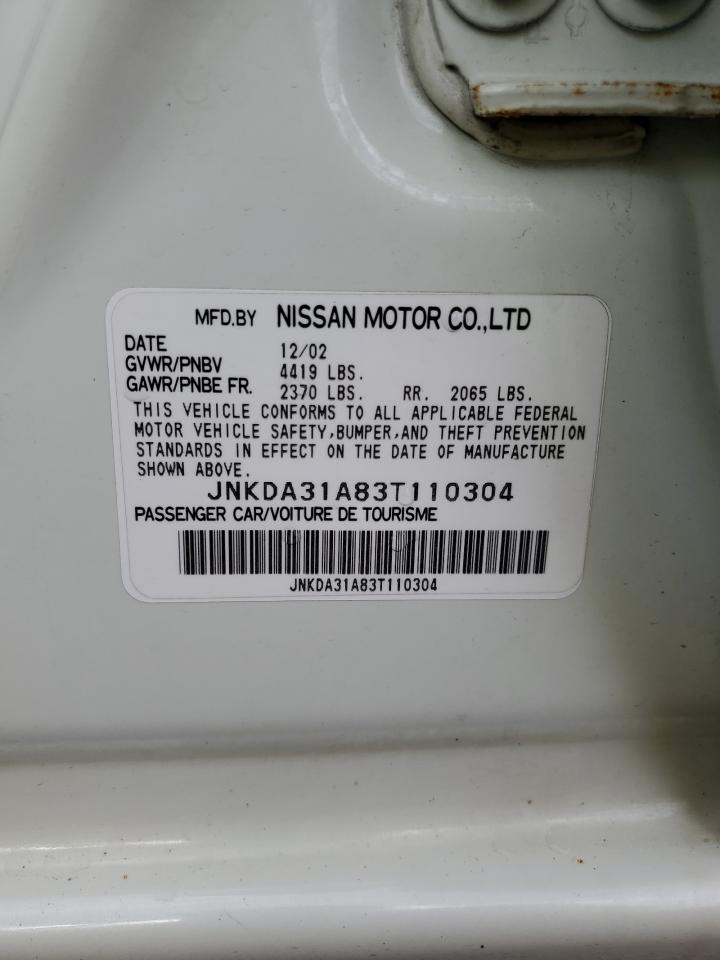 MFD.BY NISSAN MOTOR CO.,LTD
DATE 12/02
GVWR/PNBV 4419 LBS.
GAWR/PNBE FR. 2370 LBS. RR. 2065 LBS.
THIS VEHICLE CONFORMS TO ALL APPLICABLE FEDERAL
MOTOR VEHICLE SAFETY,BUMPER,AND THEFT PREVENTION
STANDARDS IN EFFECT ON THE DATE OF MANUFACTURE
SHOWN ABOVE.
JNKDA31A83T110304
PASSENGER CAR/VOITURE DE TOURISME
JNKDA31A83T110304